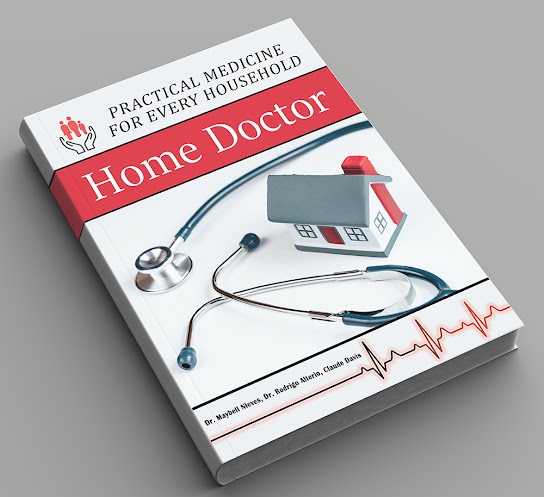 PRACTICAL MEDICINE
FOR EVERY HOUSEHOLD
Home Doctor
Dr. Maybell Nieves, Dr. Rodrigo Alterio, Claude Davis